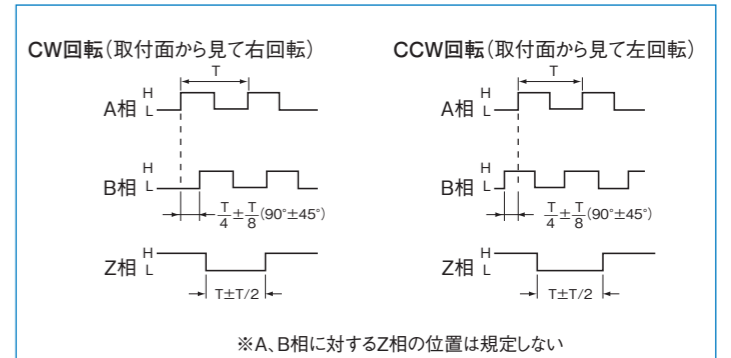 CW回転(取付面から見て右回転)
T
A相 H L
B相 H L
T/4±T/8(90°±45°)
Z相 H L
T±T/2
CCW回転(取付面から見て左回転)
T
A相 H L
B相 H L
T/4±T/8(90°±45°)
Z相 H L
T±T/2
※A、B相に対するZ相の位置は規定しない